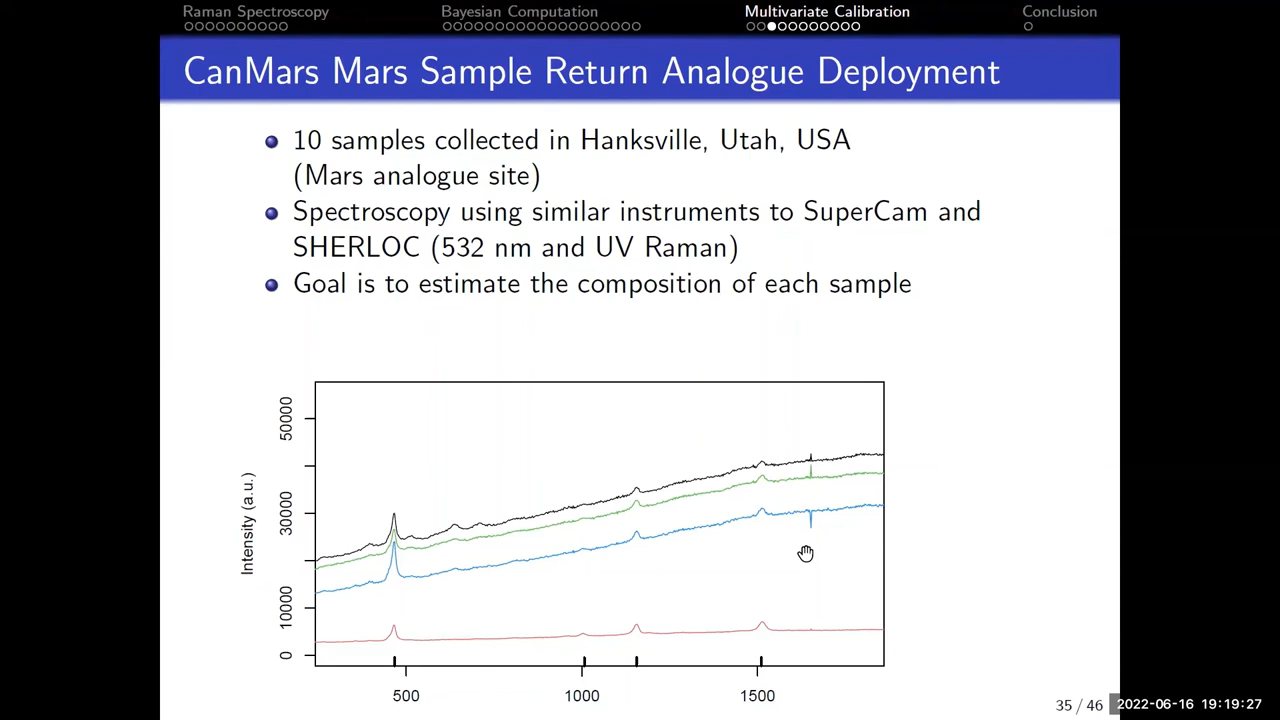 Raman Spectroscopy Bayesian Computation Multivariate Calibration Conclusion
CanMars Mars Sample Return Analogue Deployment
10 samples collected in Hanksville, Utah, USA
(Mars analogue site)
Spectroscopy using similar instruments to SuperCam and
SHERLOC (532 nm and UV Raman)
Goal is to estimate the composition of each sample
Intensity (a.u.)
50000
30000
10000
0
500 1000 1500
35 / 46
2022-06-16 19:19:27